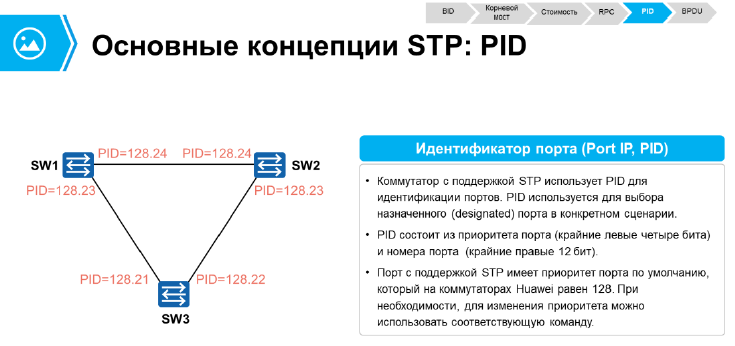 BID
Корневой
мост
Стоимость
RPC
PID
BPDU
Основные концепции STP: PID
PID=128.24 PID=128.24
SW1
SW2
PID=128.23
PID=128.23
PID=128.21
PID=128.22
SW3
Идентификатор порта (Port IP, PID)
• Коммутатор с поддержкой STP использует PID для
идентификации портов. PID используется для выбора
назначенного (designated) порта в конкретном сценарии.
• PID состоит из приоритета порта (крайние левые четыре бита)
и номера порта (крайние правые 12 бит).
• Порт с поддержкой STP имеет приоритет порта по умолчанию,
который на коммутаторах Huawei равен 128. При
необходимости, для изменения приоритета можно
использовать соответствующую команду.